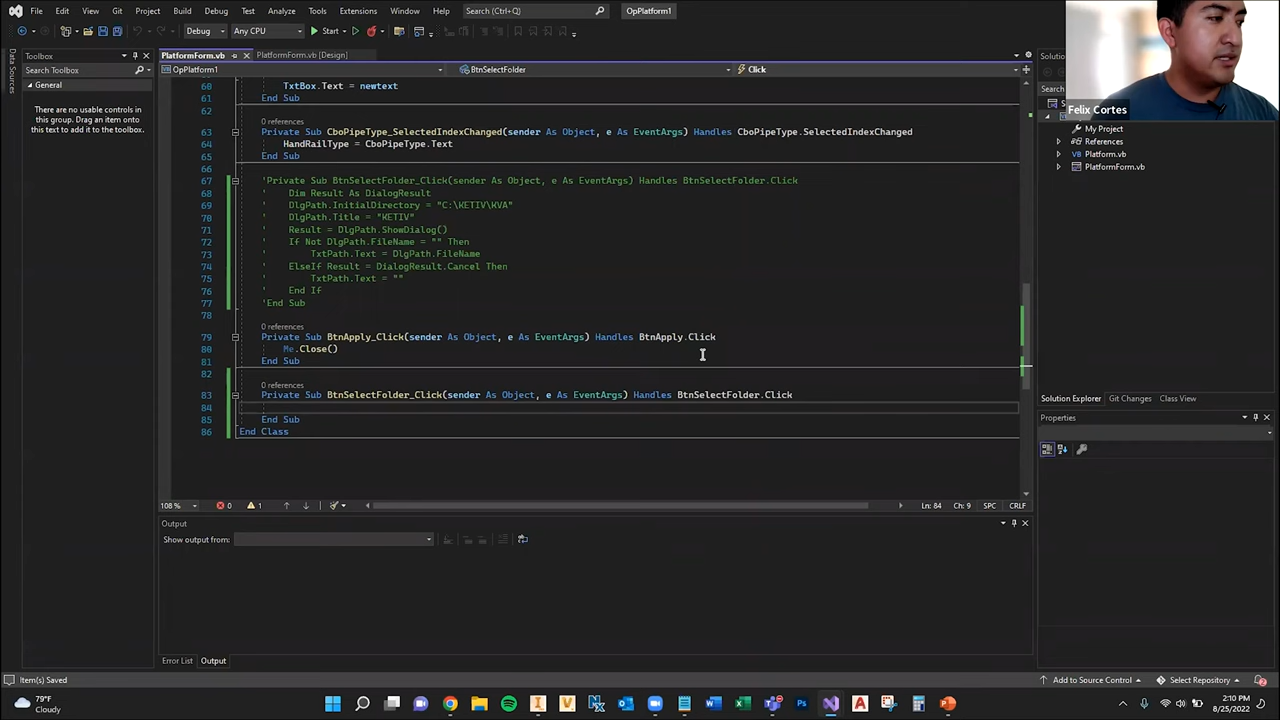 File Edit View Git Project Build Debug Test Analyze Tools Extensions Window Help Search (Ctrl+Q) OpPlatform1
Debug Any CPU Start
Data Sources
Toolbox
Search Toolbox
General
There are no usable controls in
this group. Drag an item onto
this text to add it to the toolbox.
PlatformForm.vb PlatformForm.vb [Design]
OpPlatform1 BtnSelectFolder Click
60 TxtBox.Text = newtext
61 End Sub
62
0 references
63 Private Sub CboPipeType_SelectedIndexChanged(sender As Object, e As EventArgs) Handles CboPipeType.SelectedIndexChanged
64 HandRailType = CboPipeType.Text
65 End Sub
66
67 'Private Sub BtnSelectFolder_Click(sender As Object, e As EventArgs) Handles BtnSelectFolder.Click
68 ' Dim Result As DialogResult
69 ' DlgPath.InitialDirectory = "C:\KETIV\KVA"
70 ' DlgPath.Title = "KETIV"
71 ' Result = DlgPath.ShowDialog()
72 ' If Not DlgPath.FileName = "" Then
73 ' TxtPath.Text = DlgPath.FileName
74 ' ElseIf Result = DialogResult.Cancel Then
75 ' TxtPath.Text = ""
76 ' End If
77 'End Sub
78
0 references
79 Private Sub BtnApply_Click(sender As Object, e As EventArgs) Handles BtnApply.Click
80 Me.Close()
81 End Sub
82
0 references
83 Private Sub BtnSelectFolder_Click(sender As Object, e As EventArgs) Handles BtnSelectFolder.Click
84
85 End Sub
86 End Class
108 % 0 1 Ln: 84 Ch: 9 SPC CRLF
Output
Show output from:
Error List Output
Felix Cortes
My Project
References
Platform.vb
PlatformForm.vb
Solution Explorer Git Changes Class View
Properties
Item(s) Saved Add to Source Control Select Repository
79°F
Cloudy
2:10 PM
8/25/2022